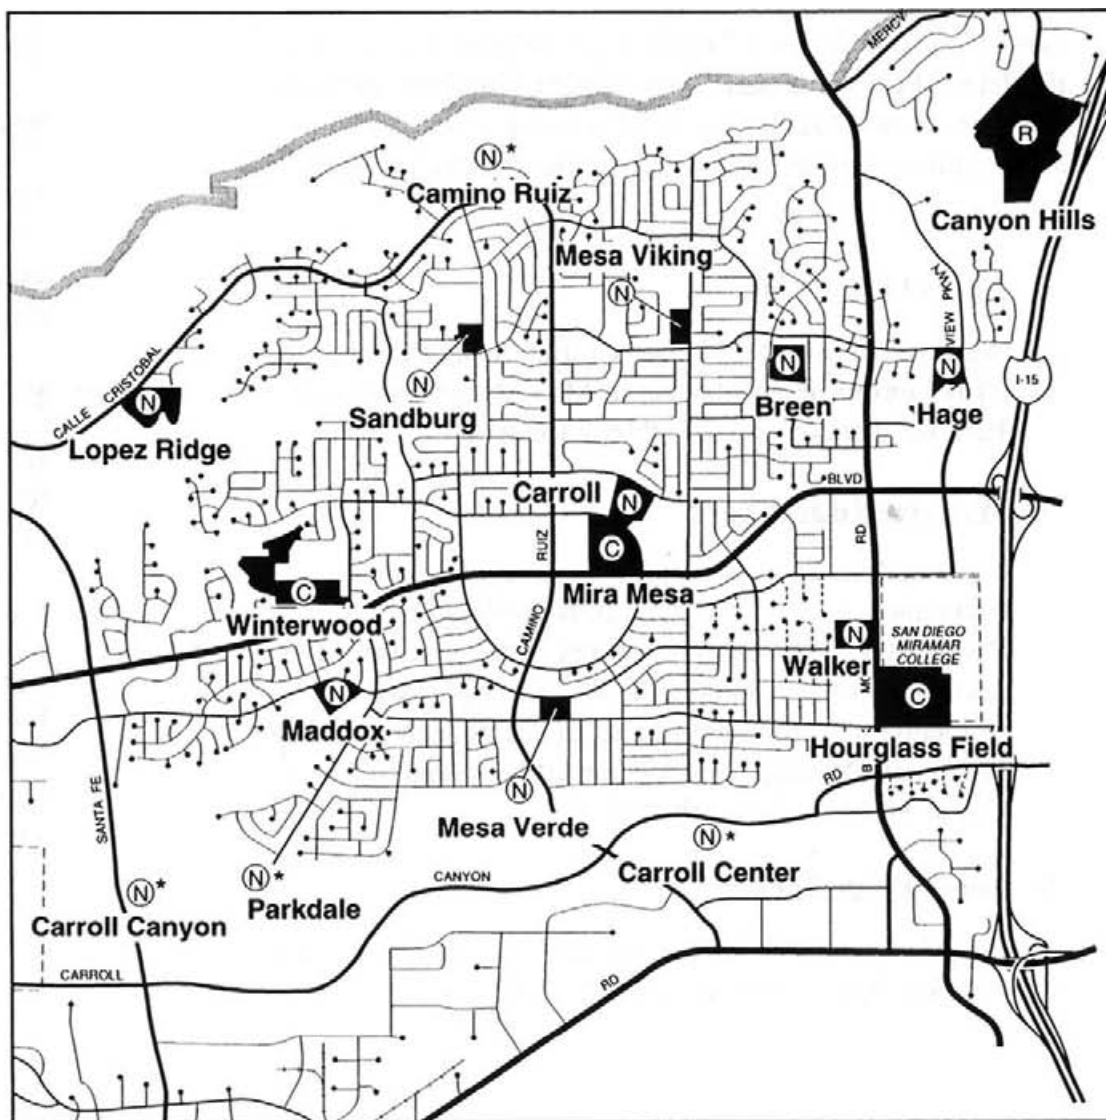 MERCY
R
N*
Camino Ruiz
Canyon Hills
Mesa Viking
N
VIEW PKWY
N
N
I-15
CALLE CRISTOBAL
N
N
Sandburg
Breen
Hage
Lopez Ridge
BLVD
Carroll
N
RD
RUIZ
C
C
Mira Mesa
Winterwood
CAMINO
N
SAN DIEGO
MIRAMAR
COLLEGE
Walker
N
C
Maddox
Hourglass Field
RD
B
SANTA FE
N
Mesa Verde
N*
N*
N*
CANYON
Carroll Center
Parkdale
Carroll Canyon
CARROLL
RD